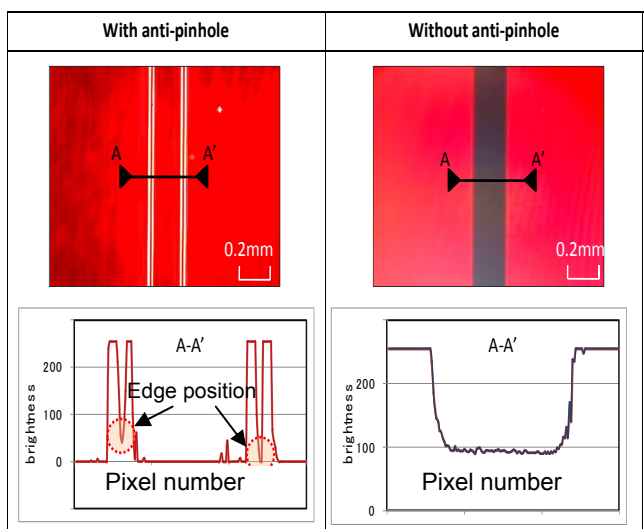 With anti-pinhole
Without anti-pinhole
A A’
0.2mm
A A’
0.2mm
A-A’
brightness
200
100
0
Edge position
Pixel number
A-A’
brightness
200
100
0
Pixel number